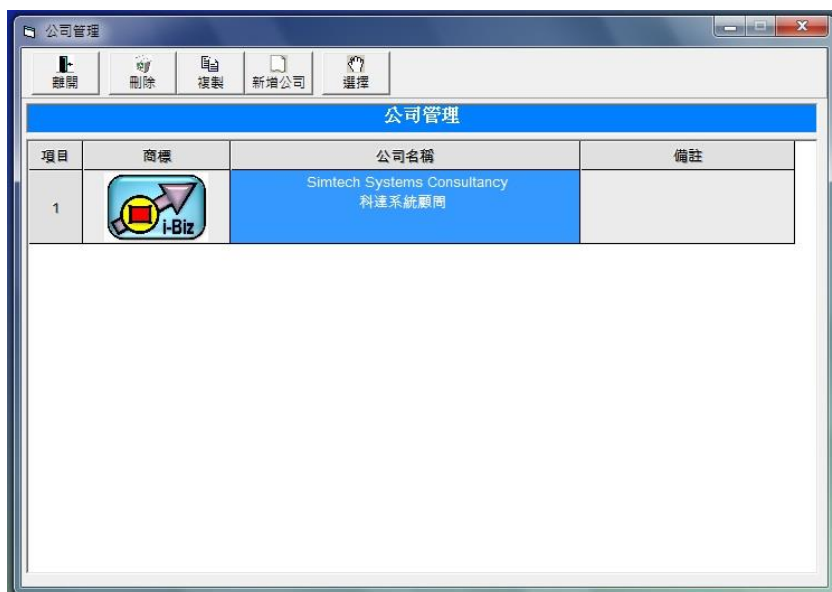 公司管理
離開 刪除 複製 新增公司 選擇
公司管理
項目 商標 公司名稱 備註
1 i-Biz Simtech Systems Consultancy
科達系統顧問